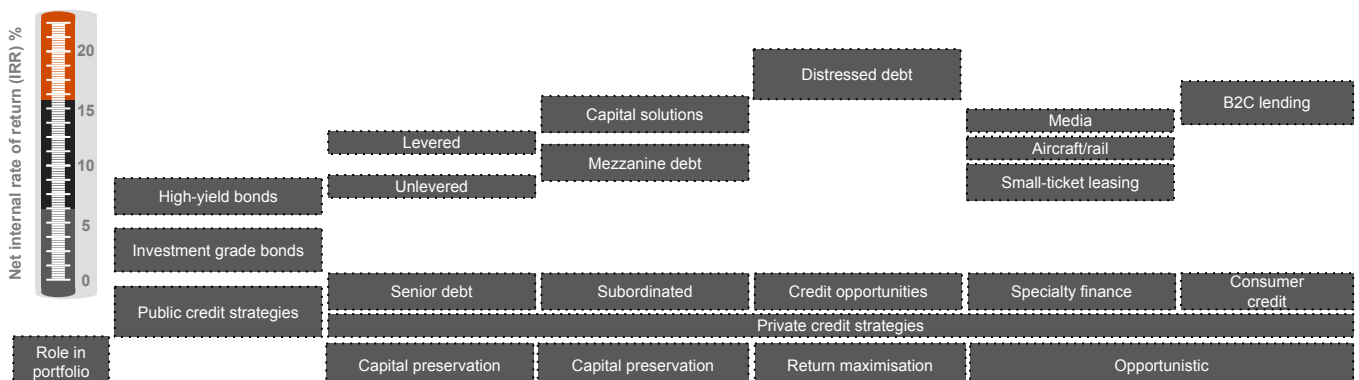 Net internal rate of return (IRR) %
20
15
10
5
0
Distressed debt
B2C lending
Capital solutions
Media
Levered
Aircraft/rail
Mezzanine debt
Unlevered
Small-ticket leasing
High-yield bonds
Investment grade bonds
Public credit strategies
Senior debt
Subordinated
Credit opportunities
Specialty finance
Consumer
credit
Private credit strategies
Role in
portfolio
Capital preservation
Capital preservation
Return maximisation
Opportunistic